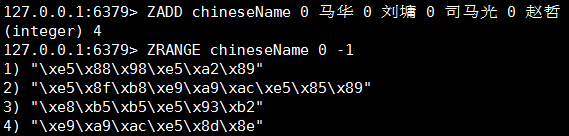 127.0.0.1:6379> ZADD chineseName 0 马华 0 刘墉 0 司马光 0 赵哲
(integer) 4
127.0.0.1:6379> ZRANGE chineseName 0 -1
1) "\xe5\x88\x98\xe5\xa2\x89"
2) "\xe5\x8f\xb8\xe9\xa9\xac\xe5\x85\x89"
3) "\xe8\xb5\xb5\xe5\x93\xb2"
4) "\xe9\xa9\xac\xe5\x8d\x8e"